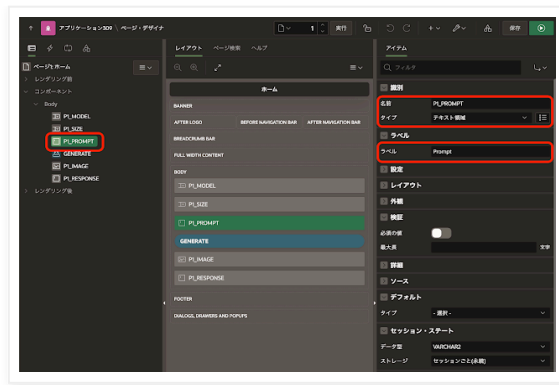 アプリケーション309 \ ページ・デザイナ
1
実行
保存
ページ1: ホーム
レンダリング前
コンポーネント
Body
P1_MODEL
P1_SIZE
P1_PROMPT
GENERATE
P1_IMAGE
P1_RESPONSE
レンダリング後
レイアウト ページ検索 ヘルプ
ホーム
BANNER
AFTER LOGO BEFORE NAVIGATION BAR AFTER NAVIGATION BAR
BREADCRUMB BAR
FULL WIDTH CONTENT
BODY
P1_MODEL
P1_SIZE
P1_PROMPT
GENERATE
P1_IMAGE
P1_RESPONSE
FOOTER
DIALOGS, DRAWERS AND POPUPS
アイテム
フィルタ
識別
名前 P1_PROMPT
タイプ テキスト領域
ラベル
ラベル Prompt
設定
レイアウト
外観
検証
必須の値
最大長 文字
詳細
ソース
デフォルト
タイプ - 選択 -
セッション・ステート
データ型 VARCHAR2
ストレージ セッションごと(永続)